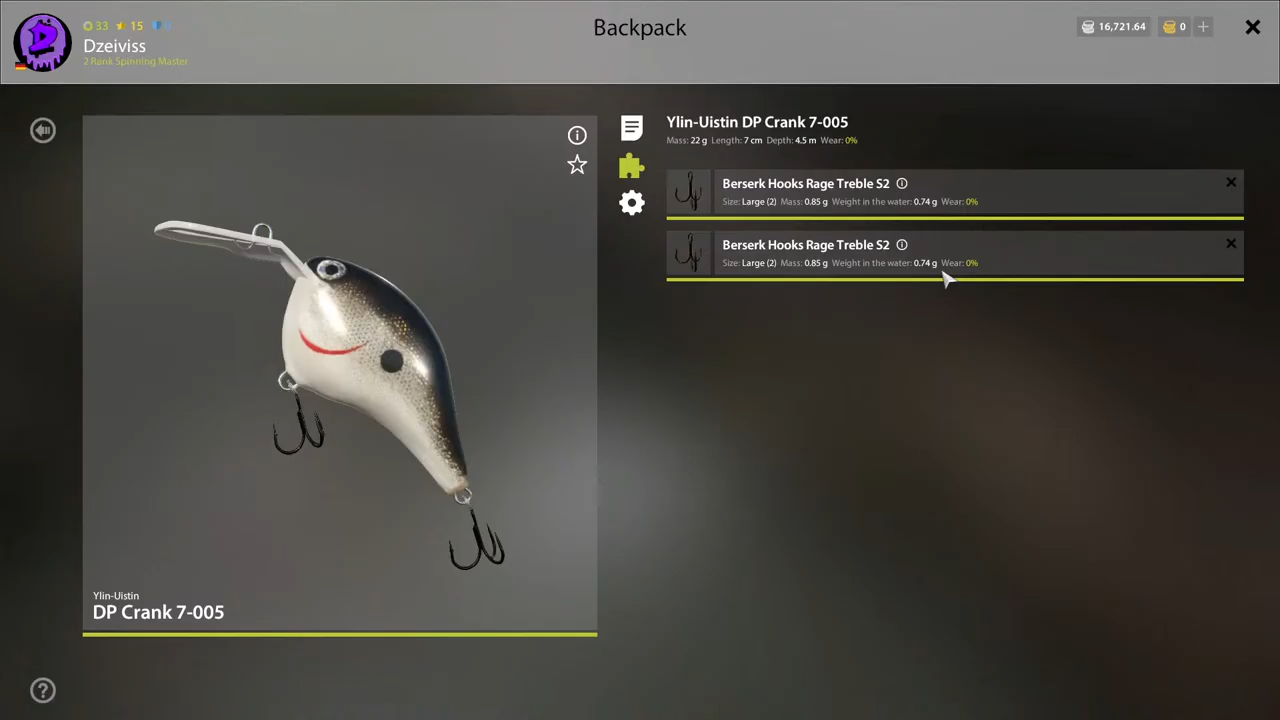 33 15
Backpack
16,721.64 0
Dzeiviss
2 Rank Spinning Master
Ylin-Uistin DP Crank 7-005
Mass: 22 g Length: 7 cm Depth: 4.5 m Wear: 0%
Berserk Hooks Rage Treble S2
Size: Large (2) Mass: 0.85 g Weight in the water: 0.74 g Wear: 0%
Berserk Hooks Rage Treble S2
Size: Large (2) Mass: 0.85 g Weight in the water: 0.74 g Wear: 0%
Ylin-Uistin
DP Crank 7-005